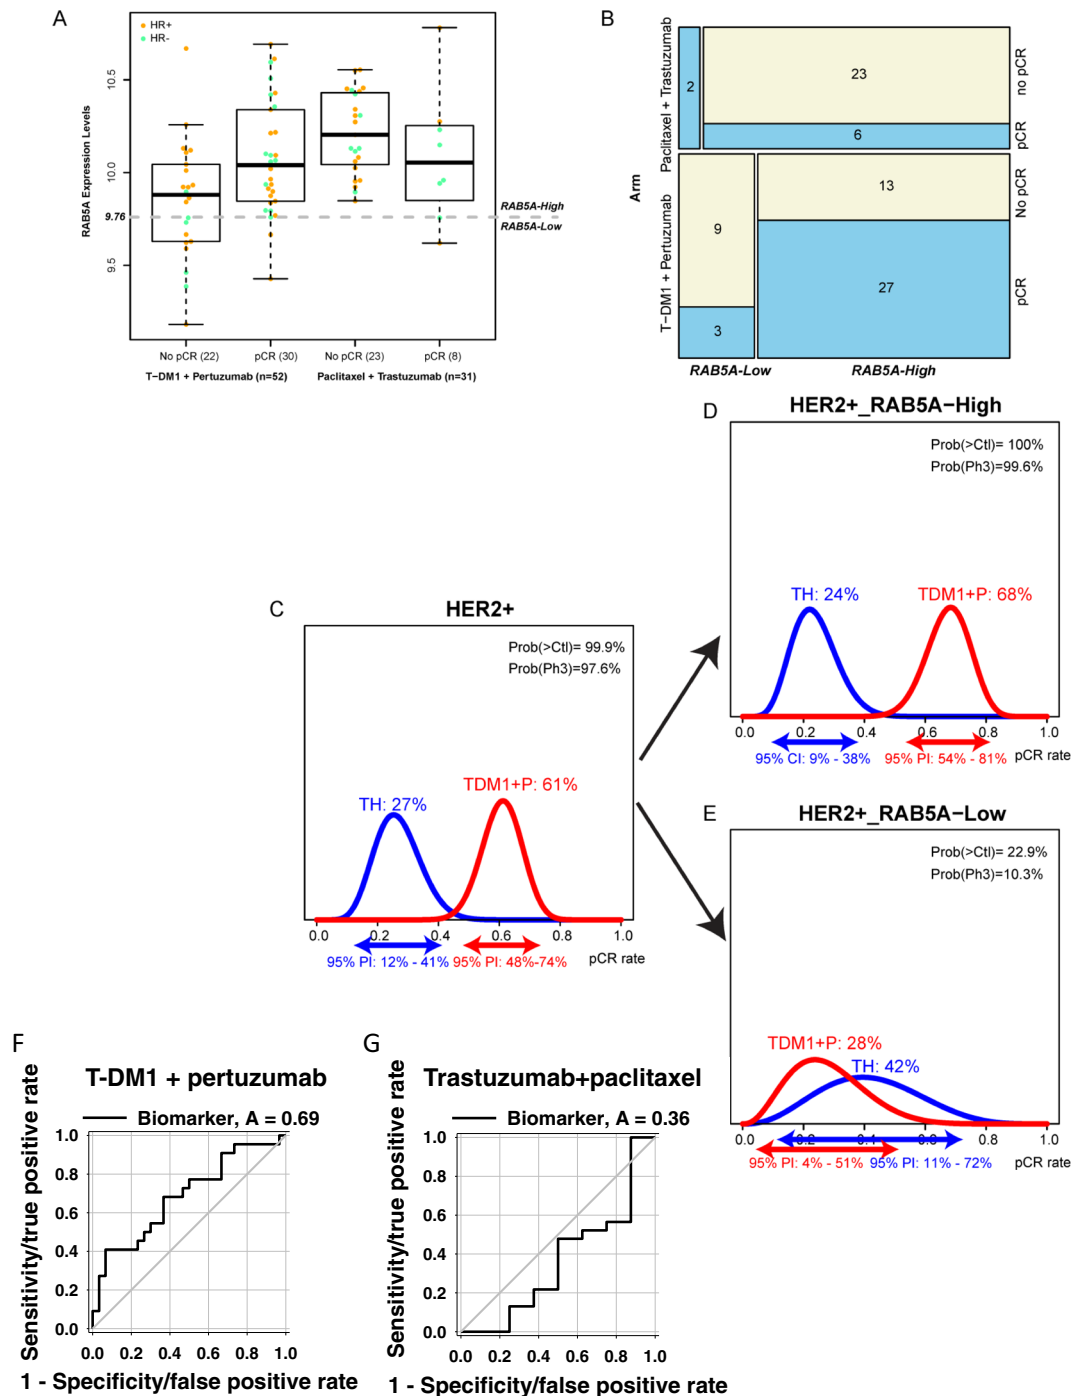 A
HR+
HR-
RAB5A Expression Levels
10.5
10.0
9.76
9.5
RAB5A-High
RAB5A-Low
No pCR (22)
pCR (30)
No pCR (23)
pCR (8)
T−DM1 + Pertuzumab (n=52)
Paclitaxel + Trastuzumab (n=31)
B
Arm
Paclitaxel + Trastuzumab
T−DM1 + Pertuzumab
2
23
6
no pCR
pCR
9
3
13
27
No pCR
pCR
RAB5A-Low
RAB5A-High
C
HER2+
Prob(>Ctl)= 99.9%
Prob(Ph3)=97.6%
TH: 27%
TDM1+P: 61%
0.0 0.2 0.4 0.6 0.8 1.0
95% PI: 12% - 41%
95% PI: 48%-74%
pCR rate
D
HER2+_RAB5A−High
Prob(>Ctl)= 100%
Prob(Ph3)=99.6%
TH: 24%
TDM1+P: 68%
0.0 0.2 0.4 0.6 0.8 1.0
95% CI: 9% - 38%
95% PI: 54% - 81%
pCR rate
E
HER2+_RAB5A−Low
Prob(>Ctl)= 22.9%
Prob(Ph3)=10.3%
TDM1+P: 28%
TH: 42%
0.0 0.2 0.4 0.6 0.8 1.0
95% PI: 4% - 51%
95% PI: 11% - 72%
pCR rate
F
T-DM1 + pertuzumab
Biomarker, A = 0.69
Sensitivity/true positive rate
1.0
0.8
0.6
0.4
0.2
0.0
0.0 0.2 0.4 0.6 0.8 1.0
1 - Specificity/false positive rate
G
Trastuzumab+paclitaxel
Biomarker, A = 0.36
Sensitivity/true positive rate
1.0
0.8
0.6
0.4
0.2
0.0
0.0 0.2 0.4 0.6 0.8 1.0
1 - Specificity/false positive rate